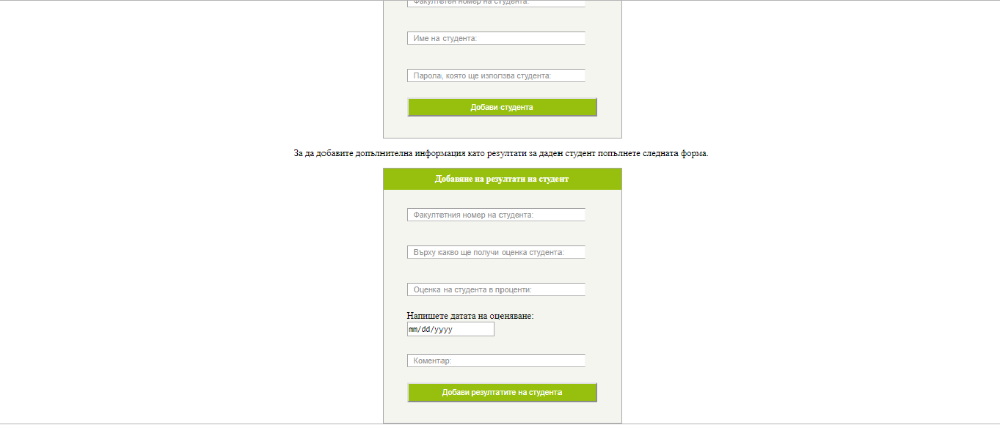 Факултетен номер на студента:
Име на студента:
Парола, която ще използва студента:
Добави студента
За да добавите допълнителна информация като резултати за даден студент попълнете следната форма.
Добавяне на резултати на студент
Факултетния номер на студента:
Върху какво ще получи оценка студента:
Оценка на студента в проценти:
Напишете датата на оценяване:
mm/dd/yyyy
Коментар:
Добави резултатите на студента